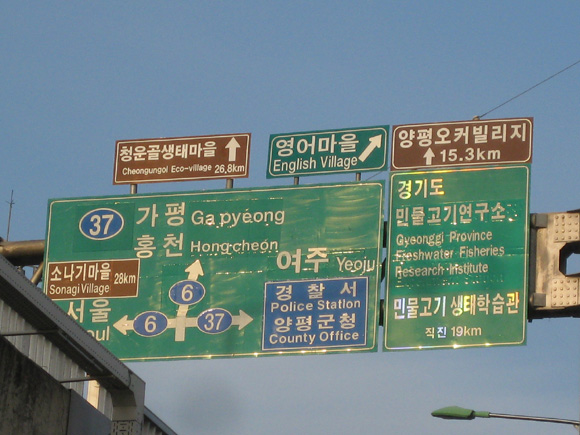 청운골생태마을
Cheongungol Eco-village 26.8km
영어마을
English Village
양평오커빌리지
15.3km
37
가평 Gapyeong
홍천 Hongcheon
소나기마을 28km
Sonagi Village
서울
여주 Yeoju
6
6
37
경찰서
Police Station
양평군청
County Office
경기도
민물고기연구소
Gyeonggi Province
Freshwater Fisheries
Research Institute
민물고기 생태학습관
직진 19km